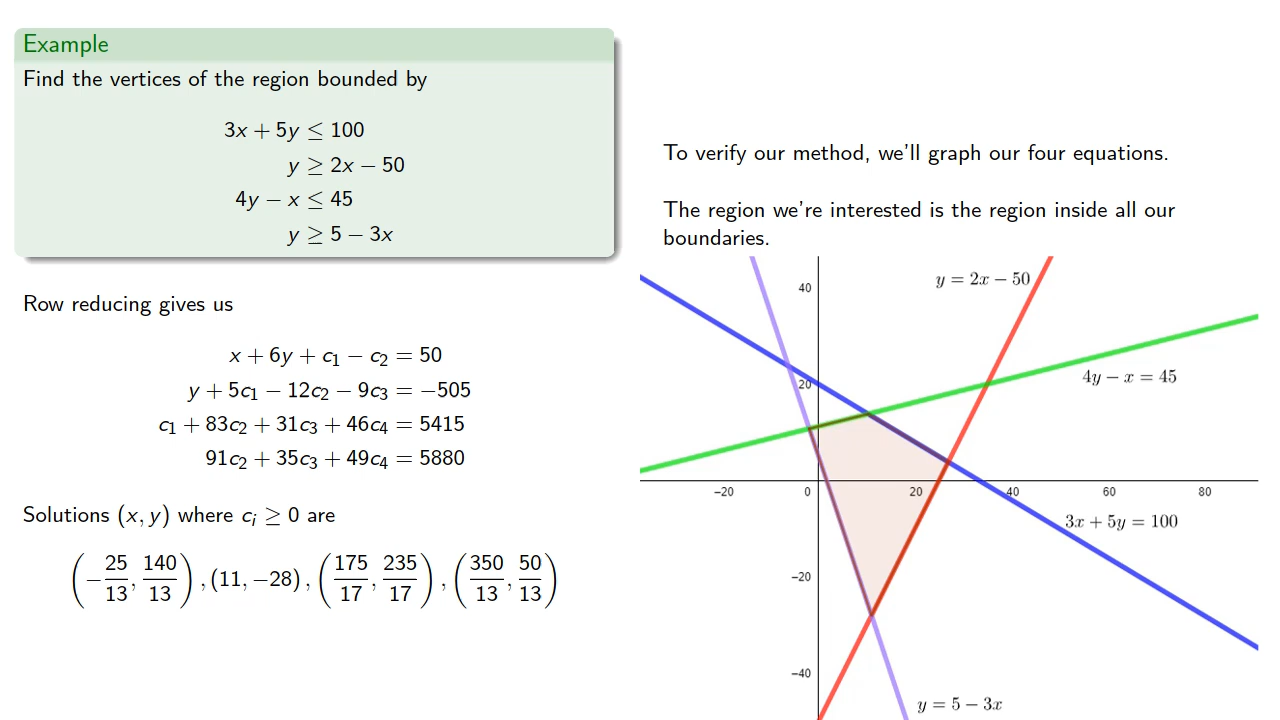 Example
Find the vertices of the region bounded by
3x + 5y ≤ 100
y ≥ 2x − 50
4y − x ≤ 45
y ≥ 5 − 3x
Row reducing gives us
x + 6y + c₁ − c₂ = 50
y + 5c₁ − 12c₂ − 9c₃ = −505
c₁ + 83c₂ + 31c₃ + 46c₄ = 5415
91c₂ + 35c₃ + 49c₄ = 5880
Solutions (x, y) where cᵢ ≥ 0 are
(−25/13, 140/13), (11, −28), (175/17, 235/17), (350/13, 50/13)
To verify our method, we'll graph our four equations.
The region we're interested is the region inside all our
boundaries.
y = 2x − 50
40
4y − x = 45
20
−20 0 20 40 60 80
3x + 5y = 100
−20
−40
y = 5 − 3x